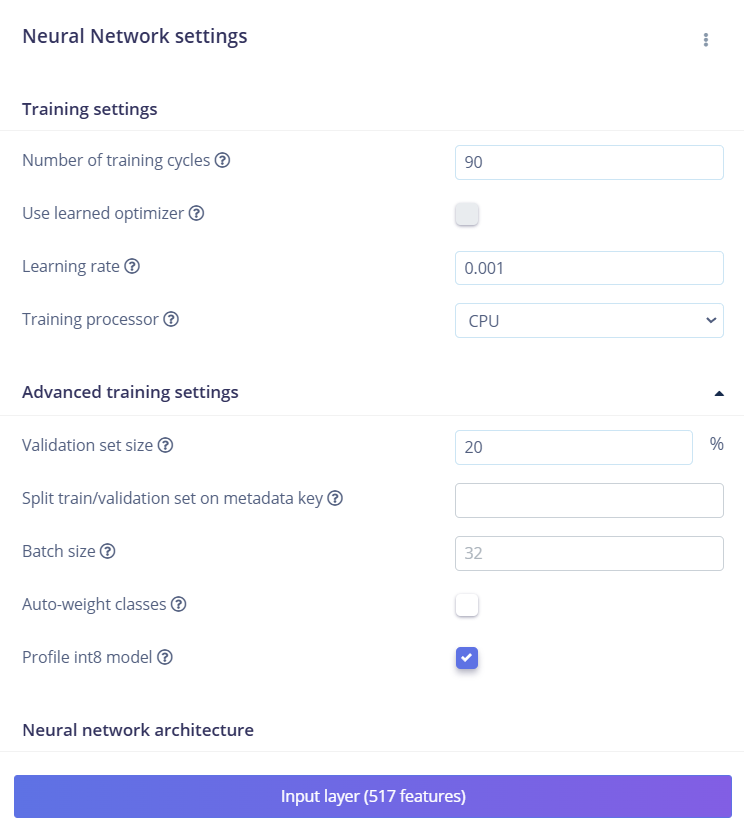 Neural Network settings
Training settings
Number of training cycles
90
Use learned optimizer
Learning rate
0.001
Training processor
CPU
Advanced training settings
Validation set size
20
%
Split train/validation set on metadata key
Batch size
32
Auto-weight classes
Profile int8 model
Neural network architecture
Input layer (517 features)